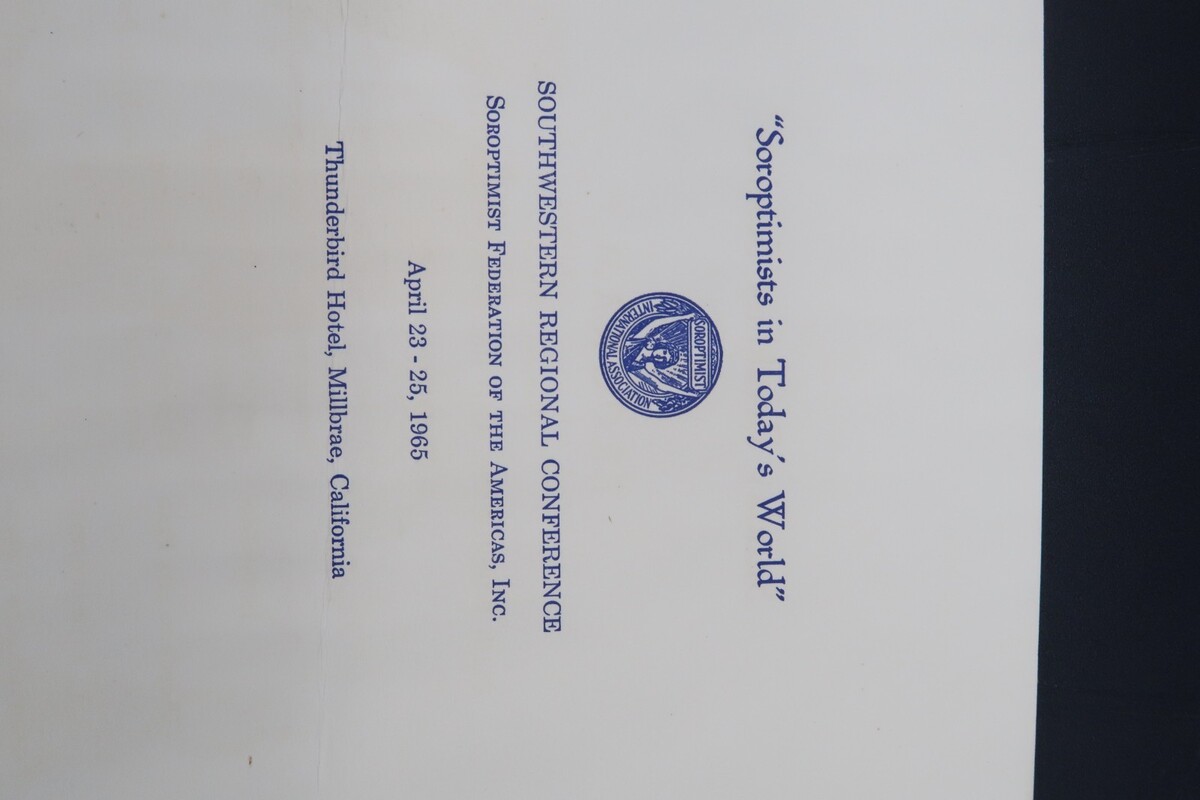 "Soroptimists in Today's World"
SOROPTIMIST
INTERNATIONAL ASSOCIATION
SOUTHWESTERN REGIONAL CONFERENCE
SOROPTIMIST FEDERATION OF THE AMERICAS, INC.
April 23 - 25, 1965
Thunderbird Hotel, Millbrae, California